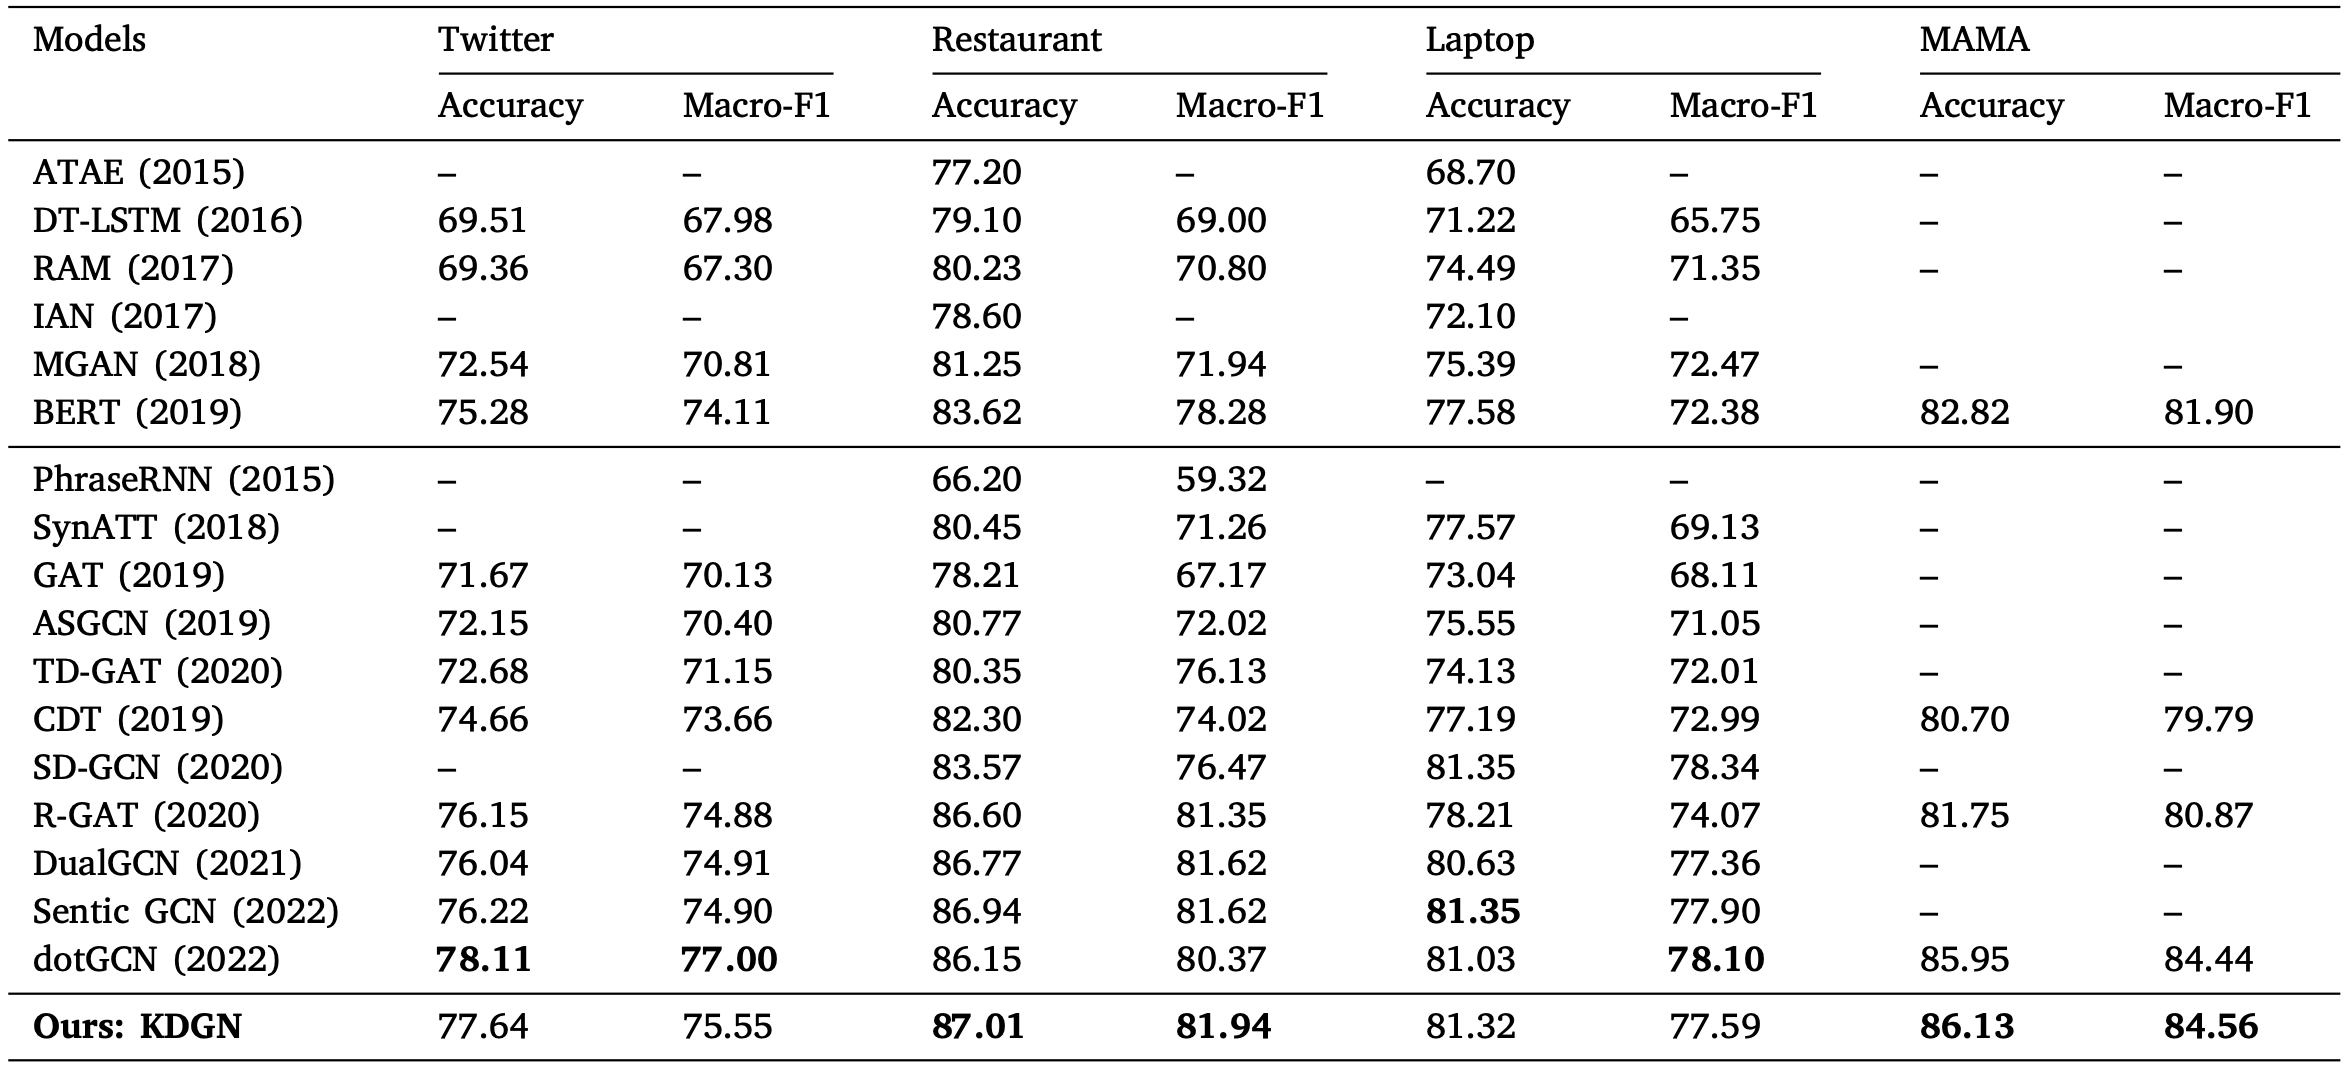 Models Twitter Restaurant Laptop MAMA
Accuracy Macro-F1 Accuracy Macro-F1 Accuracy Macro-F1 Accuracy Macro-F1
ATAE (2015) – – 77.20 – 68.70 – – –
DT-LSTM (2016) 69.51 67.98 79.10 69.00 71.22 65.75 – –
RAM (2017) 69.36 67.30 80.23 70.80 74.49 71.35 – –
IAN (2017) – – 78.60 – 72.10 –
MGAN (2018) 72.54 70.81 81.25 71.94 75.39 72.47 – –
BERT (2019) 75.28 74.11 83.62 78.28 77.58 72.38 82.82 81.90
PhraseRNN (2015) – – 66.20 59.32 – – – –
SynATT (2018) – – 80.45 71.26 77.57 69.13 – –
GAT (2019) 71.67 70.13 78.21 67.17 73.04 68.11 – –
ASGCN (2019) 72.15 70.40 80.77 72.02 75.55 71.05 – –
TD-GAT (2020) 72.68 71.15 80.35 76.13 74.13 72.01 – –
CDT (2019) 74.66 73.66 82.30 74.02 77.19 72.99 80.70 79.79
SD-GCN (2020) – – 83.57 76.47 81.35 78.34 – –
R-GAT (2020) 76.15 74.88 86.60 81.35 78.21 74.07 81.75 80.87
DualGCN (2021) 76.04 74.91 86.77 81.62 80.63 77.36 – –
Sentic GCN (2022) 76.22 74.90 86.94 81.62 81.35 77.90 – –
dotGCN (2022) 78.11 77.00 86.15 80.37 81.03 78.10 85.95 84.44
Ours: KDGN 77.64 75.55 87.01 81.94 81.32 77.59 86.13 84.56